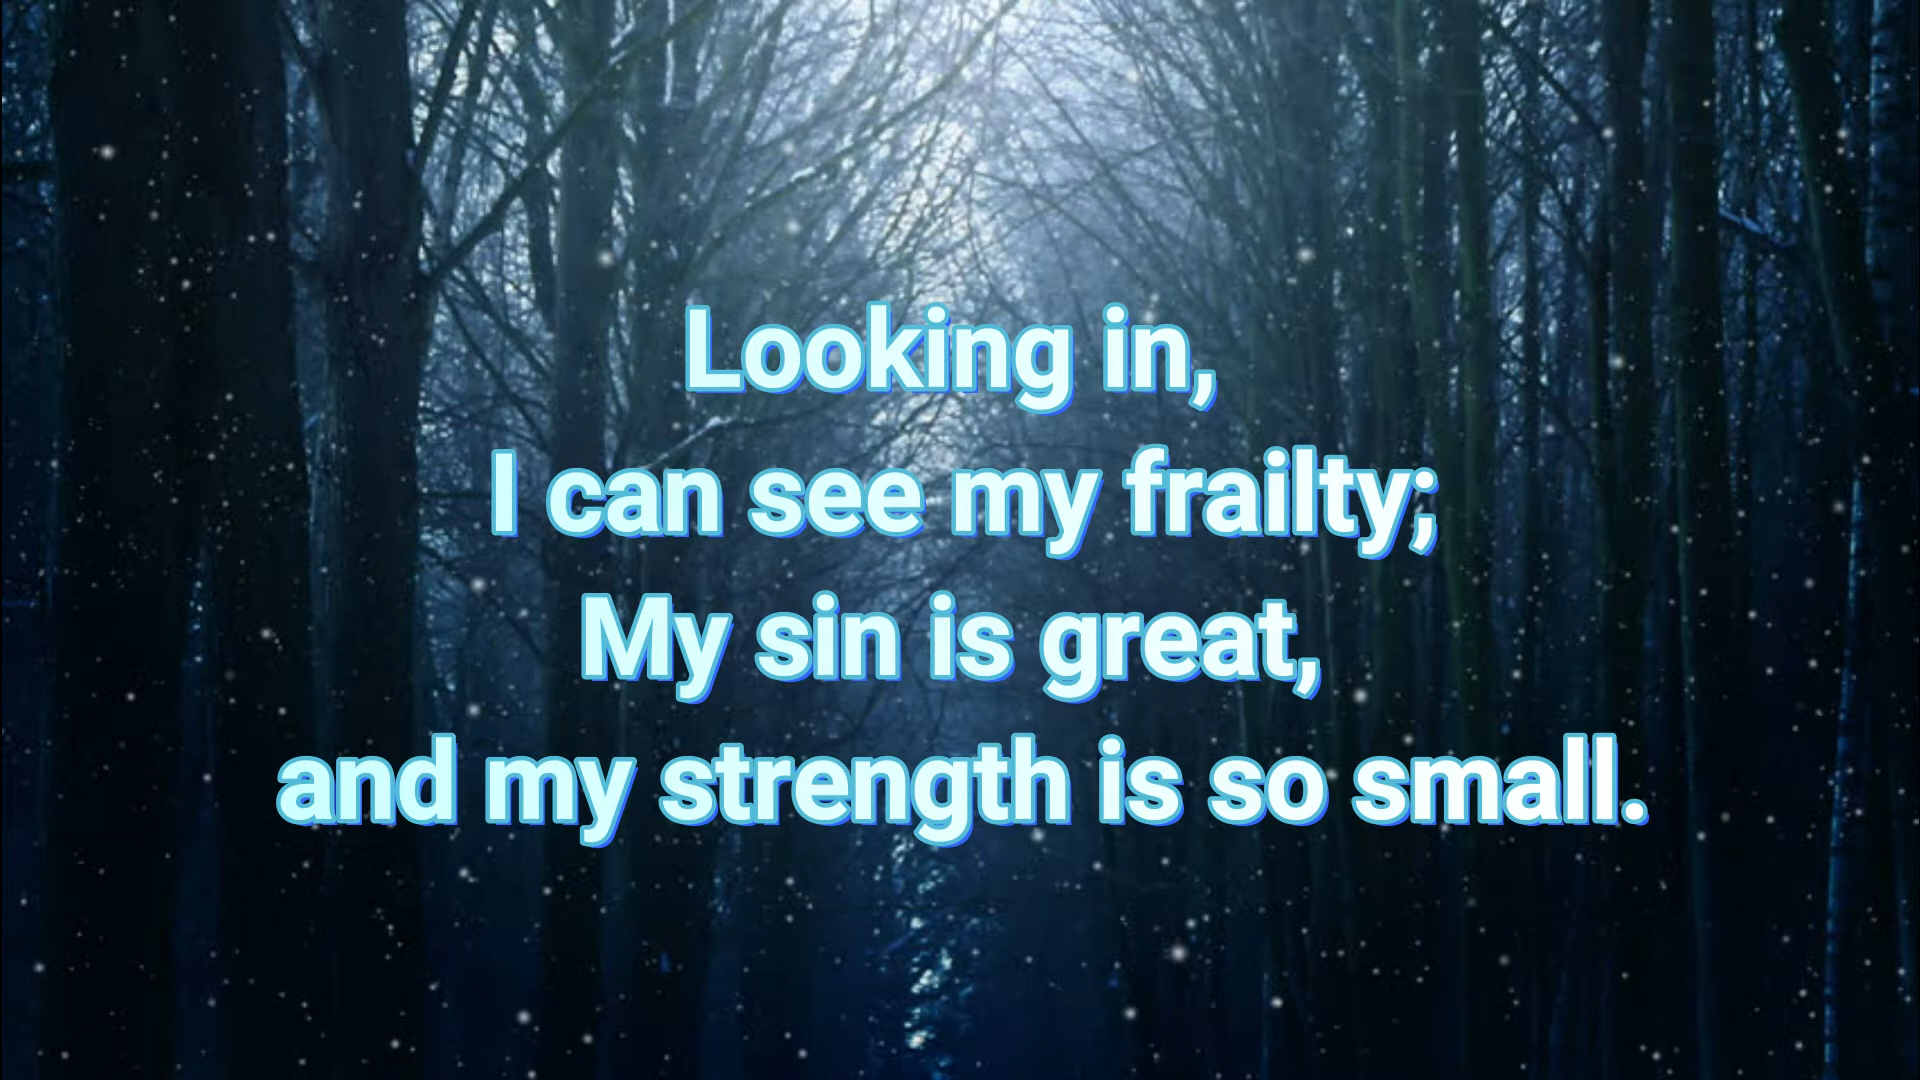 Looking in,
I can see my frailty;
My sin is great,
and my strength is so small.